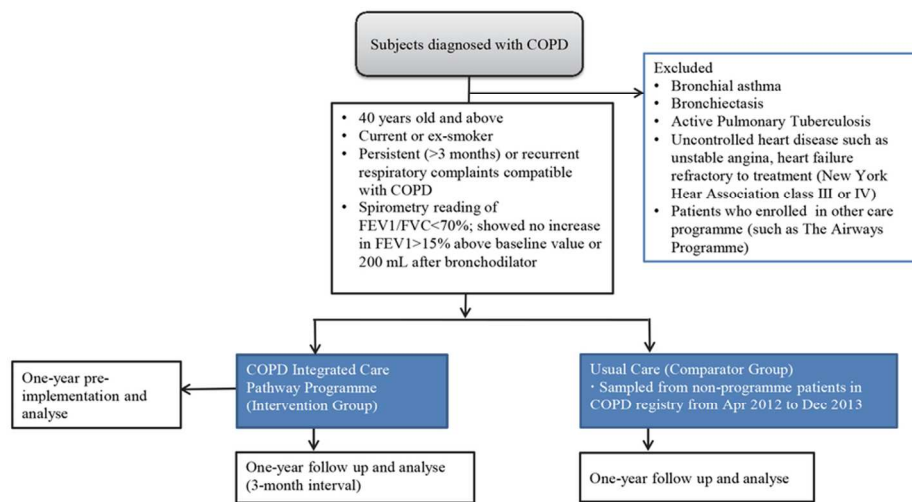 Subjects diagnosed with COPD
Excluded
• Bronchial asthma
• Bronchiectasis
• Active Pulmonary Tuberculosis
• Uncontrolled heart disease such as
unstable angina, heart failure
refractory to treatment (New York
Hear Association class III or IV)
• Patients who enrolled in other care
programme (such as The Airways
Programme)
• 40 years old and above
• Current or ex-smoker
• Persistent (>3 months) or recurrent
respiratory complaints compatible
with COPD
• Spirometry reading of
FEV1/FVC<70%; showed no increase
in FEV1>15% above baseline value or
200 mL after bronchodilator
One-year pre-
implementation and
analyse
COPD Integrated Care
Pathway Programme
(Intervention Group)
Usual Care (Comparator Group)
· Sampled from non-programme patients in
COPD registry from Apr 2012 to Dec 2013
One-year follow up and analyse
(3-month interval)
One-year follow up and analyse